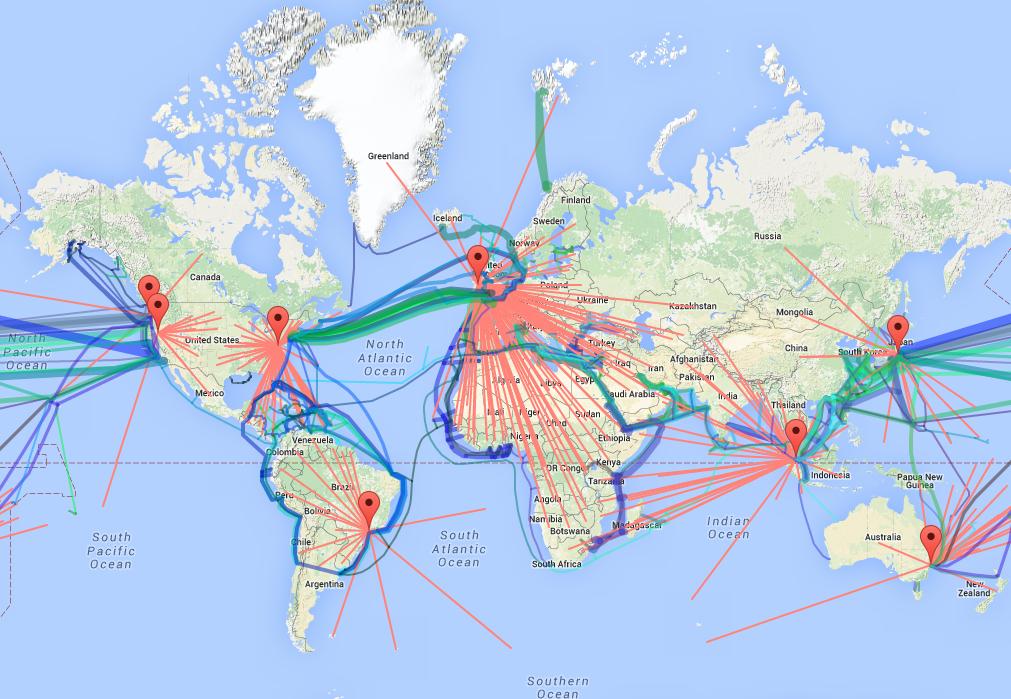 Greenland
Iceland
Finland
Sweden
Norway
Russia
Canada
Poland
Ukraine
Kazakhstan
Mongolia
North
Pacific
Ocean
United States
North
Atlantic
Ocean
Turkey
Iraq
Afghanistan
China
South Korea
Japan
Pakistan
Mexico
Algeria
Libya
Egypt
Saudi Arabia
India
Thailand
Mali
Niger
Chad
Sudan
Venezuela
Colombia
Nigeria
Ethiopia
DR Congo
Kenya
Indonesia
Papua New
Guinea
Peru
Brazil
Tanzania
Bolivia
Angola
Namibia
Botswana
Madagascar
Indian
Ocean
South
Pacific
Ocean
Chile
South
Atlantic
Ocean
Australia
South Africa
Argentina
New
Zealand
Southern
Ocean